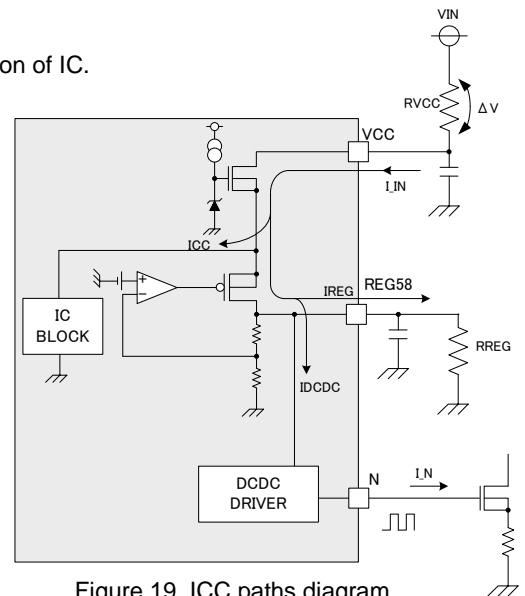 on of IC.
VIN
RVCC
ΔV
VCC
I_IN
ICC
IREG
REG58
+
−
IC
BLOCK
RREG
IDCDC
DCDC
DRIVER
N
I_N
Figure 19. ICC paths diagram